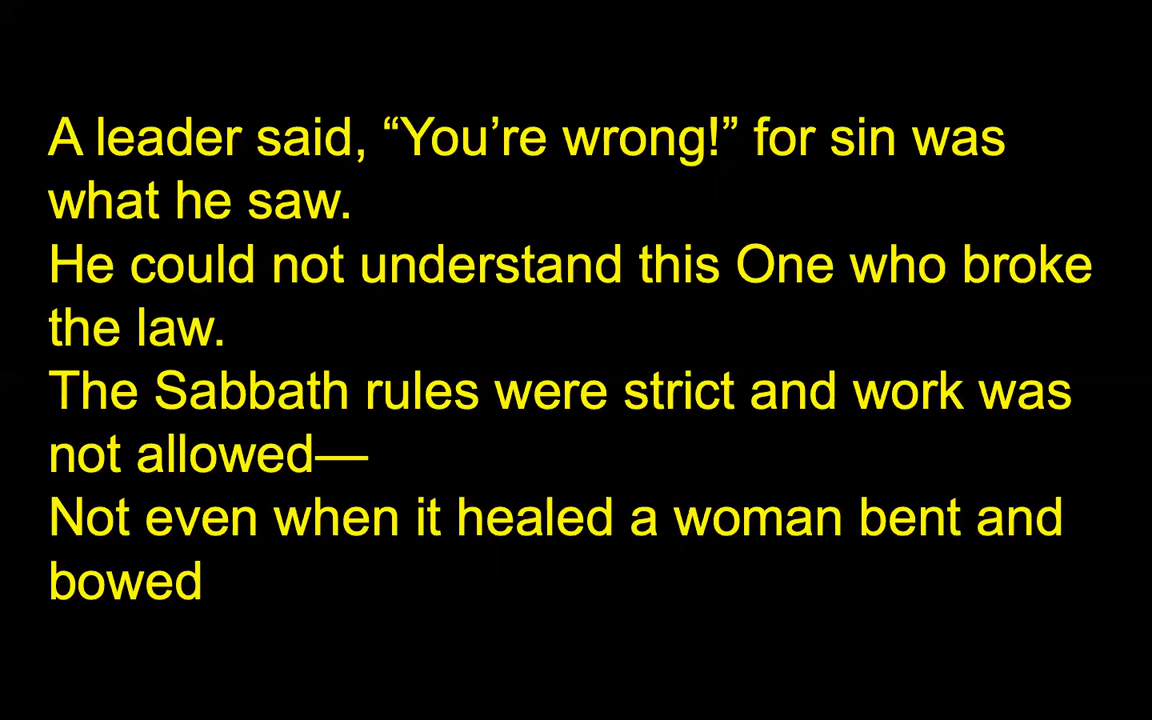 A leader said, “You’re wrong!” for sin was
what he saw.
He could not understand this One who broke
the law.
The Sabbath rules were strict and work was
not allowed—
Not even when it healed a woman bent and
bowed